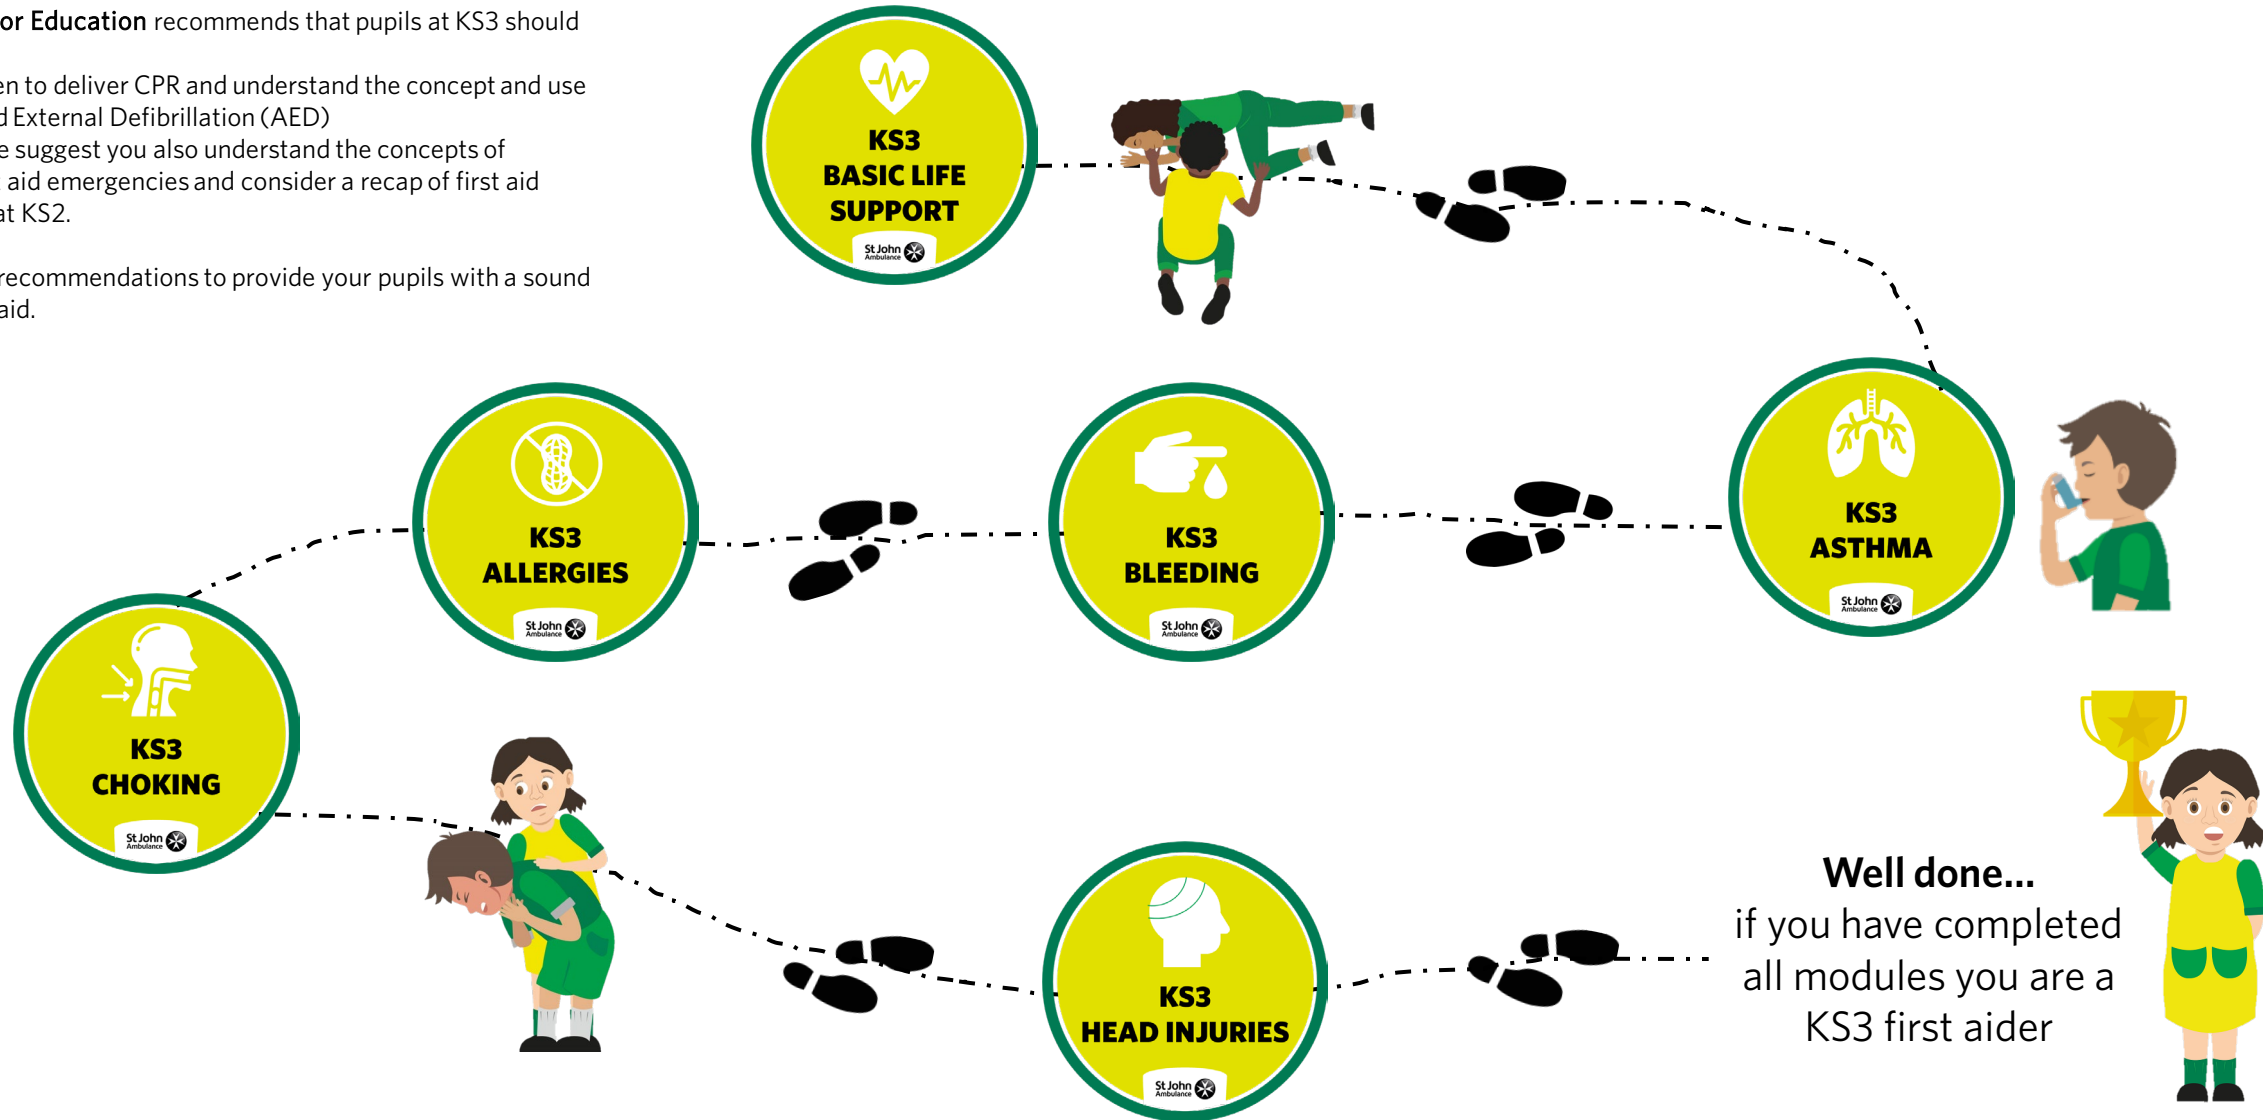 or Education recommends that pupils at KS3 should
en to deliver CPR and understand the concept and use
d External Defibrillation (AED)
e suggest you also understand the concepts of
t aid emergencies and consider a recap of first aid
at KS2.
recommendations to provide your pupils with a sound
aid.
KS3
BASIC LIFE
SUPPORT
St John
Ambulance
KS3
ASTHMA
St John
Ambulance
KS3
BLEEDING
St John
Ambulance
KS3
ALLERGIES
St John
Ambulance
KS3
CHOKING
St John
Ambulance
KS3
HEAD INJURIES
St John
Ambulance
Well done...
if you have completed
all modules you are a
KS3 first aider